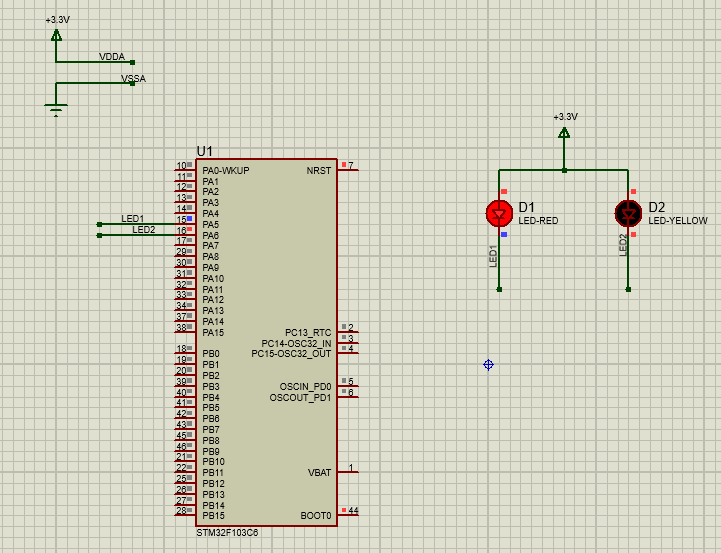 +3.3V
VDDA
VSSA
+3.3V
U1
10 PA0-WKUP NRST 7
11 PA1
12 PA2
13 PA3
14 PA4
LED1 15 PA5
LED2 16 PA6
17 PA7
29 PA8
30 PA9
31 PA10
32 PA11
33 PA12
34 PA13
37 PA14
38 PA15
PC13_RTC 2
PC14-OSC32_IN 3
PC15-OSC32_OUT 4
18 PB0
19 PB1
20 PB2
39 PB3
40 PB4
41 PB5
42 PB6
43 PB7
45 PB8
46 PB9
21 PB10
22 PB11
25 PB12
26 PB13
27 PB14
28 PB15
OSCIN_PD0 5
OSCOUT_PD1 6
VBAT 1
BOOT0 44
STM32F103C6
D1
LED-RED
LED1
D2
LED-YELLOW
LED2